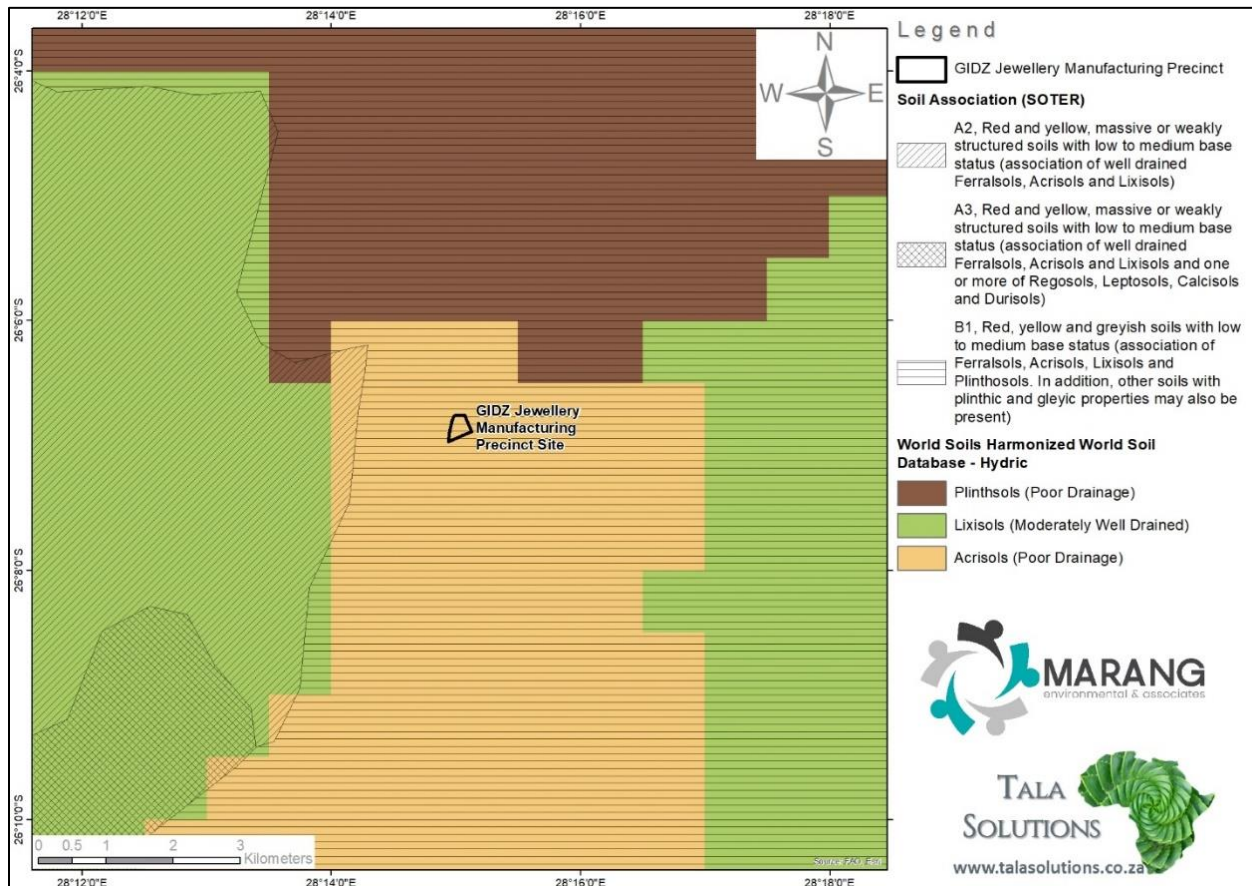 28°12'0"E
28°14'0"E
28°16'0"E
28°18'0"E
26°4'0"S
26°6'0"S
26°8'0"S
26°10'0"S
N
W
E
S
GIDZ Jewellery
Manufacturing
Precinct Site
0 0.5 1 2 3
Kilometers
Source: FAO, Esri
28°12'0"E
28°14'0"E
28°16'0"E
28°18'0"E
Legend
GIDZ Jewellery Manufacturing Precinct
Soil Association (SOTER)
A2, Red and yellow, massive or weakly
structured soils with low to medium base
status (association of well drained
Ferralsols, Acrisols and Lixisols)
A3, Red and yellow, massive or weakly
structured soils with low to medium base
status (association of well drained
Ferralsols, Acrisols and Lixisols and one
or more of Regosols, Leptosols, Calcisols
and Durisols)
B1, Red, yellow and greyish soils with low
to medium base status (association of
Ferralsols, Acrisols, Lixisols and
Plinthosols. In addition, other soils with
plinthic and gleyic properties may also be
present)
World Soils Harmonized World Soil
Database - Hydric
Plinthsols (Poor Drainage)
Lixisols (Moderately Well Drained)
Acrisols (Poor Drainage)
MARANG
environmental & associates
TALA
SOLUTIONS
www.talasolutions.co.za